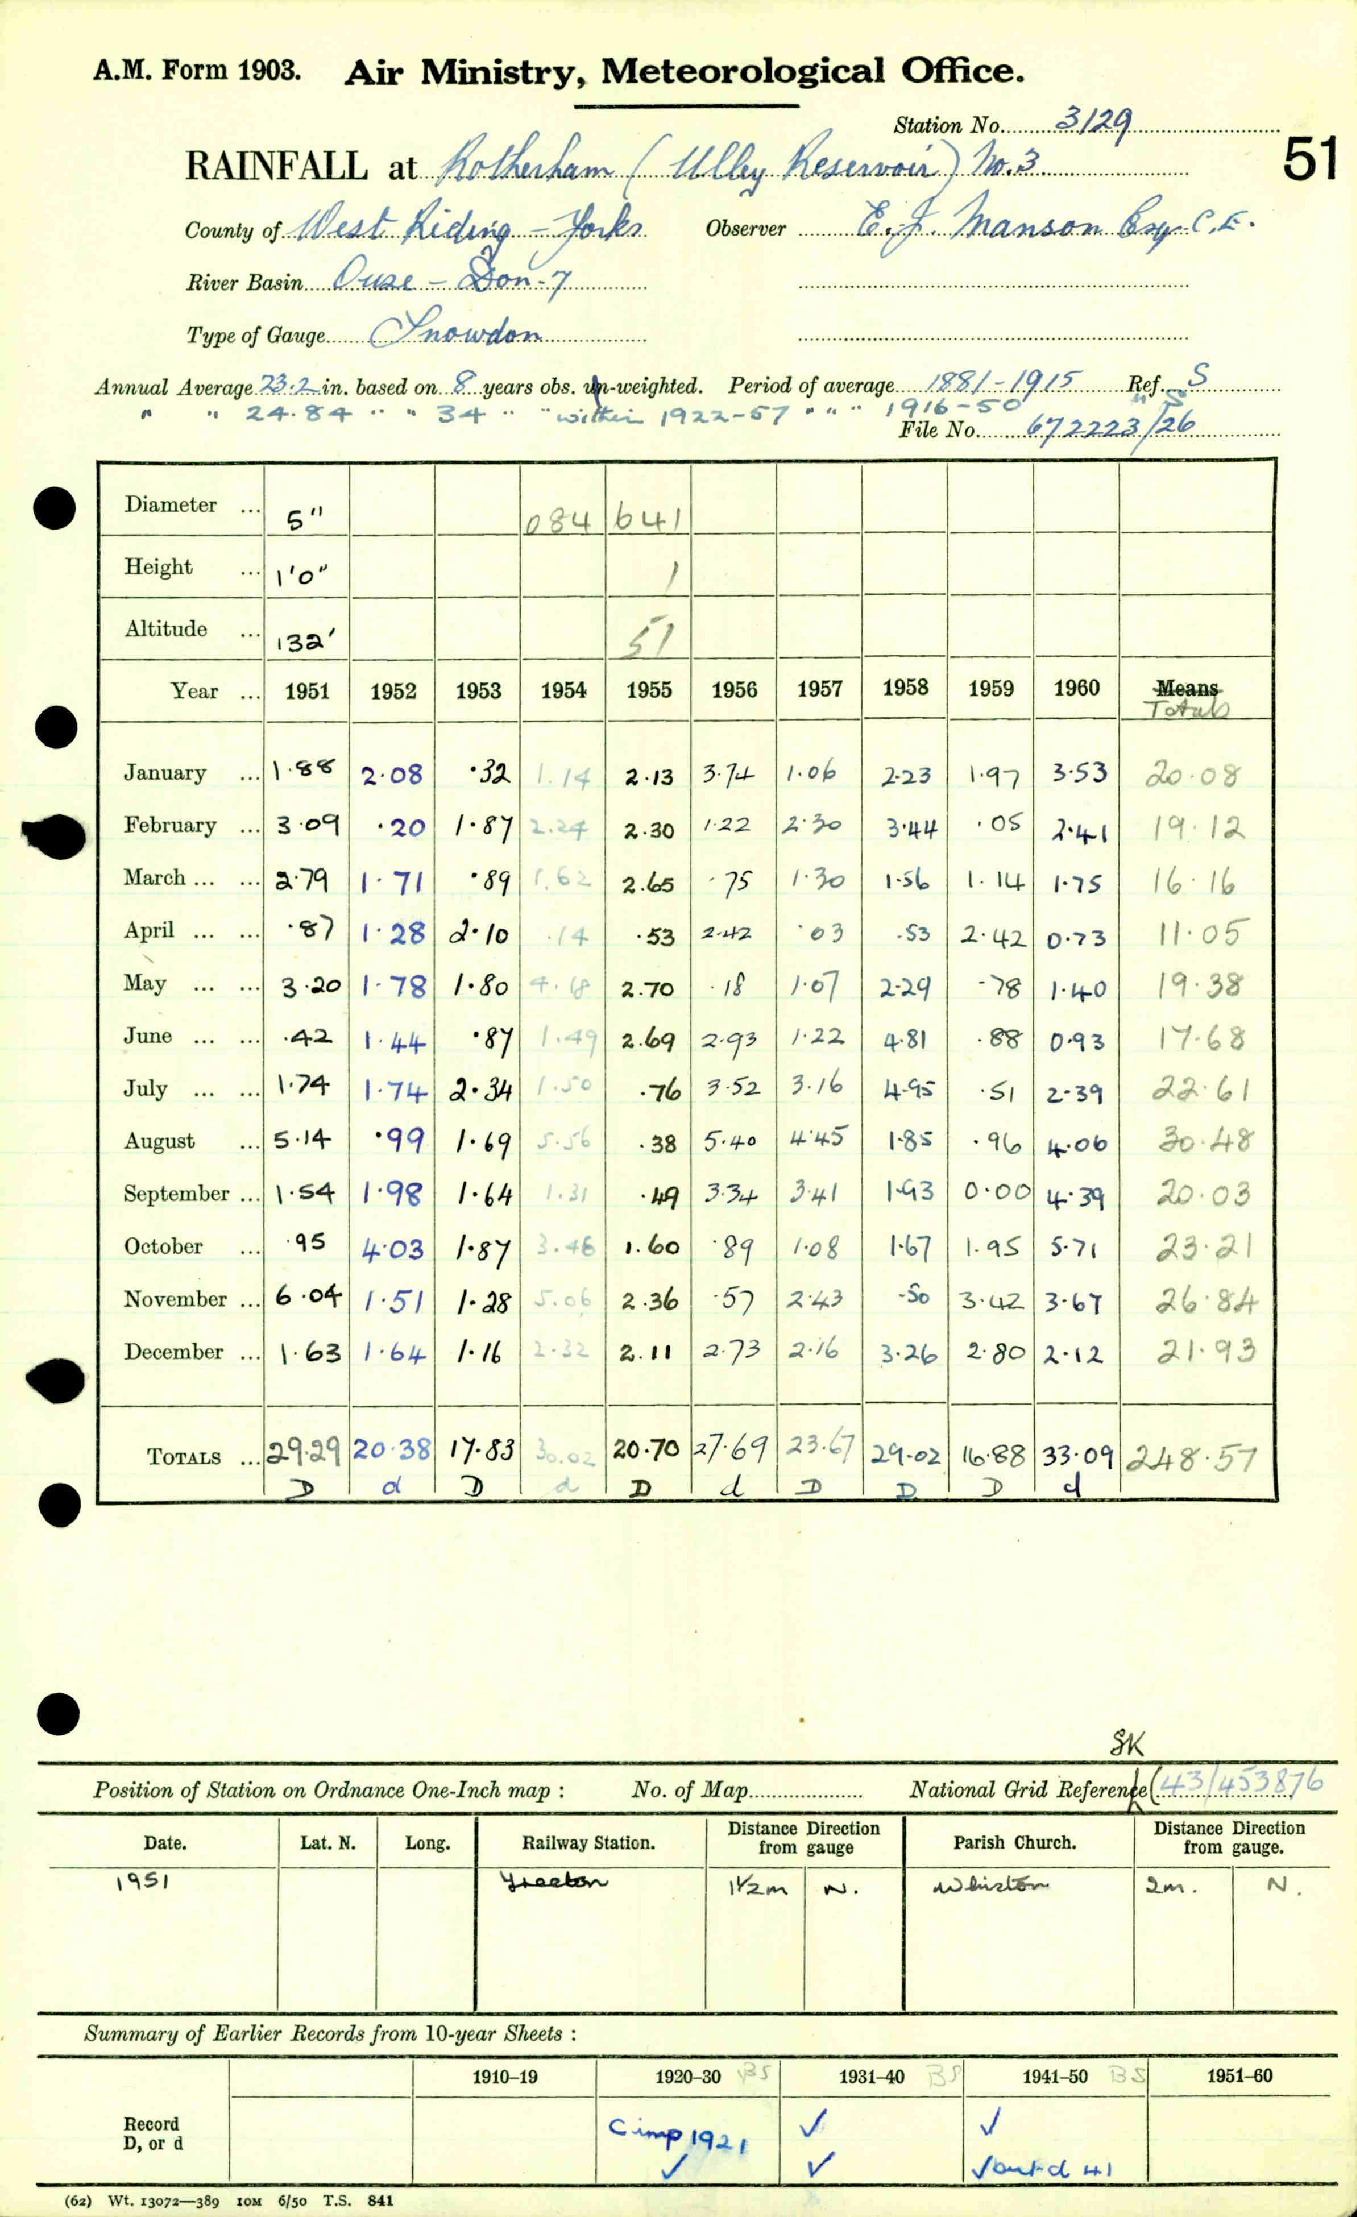 A.M. Form 1903. Air Ministry, Meteorological Office.
Station No. 3129
51
RAINFALL at Rotherham (Ulley Reservoir) No. 3.
County of West Riding - Yorks Observer E. J. Manson Esq C.E.
River Basin Ouse - Don - 7
Type of Gauge Snowdon
Annual Average 23.2 in. based on 8 years obs. un-weighted. Period of average 1881-1915 Ref. S
" " 24.84 " " 34 " " within 1922-57 " " " 1916-50 " S
File No. 672223/26
Diameter ... 5" 084 641
Height ... 1'0" 1
Altitude ... 132' 51
Year ... 1951 1952 1953 1954 1955 1956 1957 1958 1959 1960 Means
Totals
January ... 1.88 2.08 .32 1.14 2.13 3.74 1.06 2.23 1.97 3.53 20.08
February ... 3.09 .20 1.87 2.24 2.30 1.22 2.30 3.44 .05 2.41 19.12
March ... ... 2.79 1.71 .89 1.62 2.65 .75 1.30 1.56 1.14 1.75 16.16
April ... ... .87 1.28 2.10 .14 .53 2.42 .03 .53 2.42 0.73 11.05
May ... ... 3.20 1.78 1.80 4.18 2.70 .18 1.07 2.29 .78 1.40 19.38
June ... ... .42 1.44 .87 1.49 2.69 2.93 1.22 4.81 .88 0.93 17.68
July ... ... 1.74 1.74 2.34 1.50 .76 3.52 3.16 4.95 .51 2.39 22.61
August ... 5.14 .99 1.69 5.56 .38 5.40 4.45 1.85 .96 4.06 30.48
September ... 1.54 1.98 1.64 1.31 .49 3.34 3.41 1.93 0.00 4.39 20.03
October ... .95 4.03 1.87 3.46 1.60 .89 1.08 1.67 1.95 5.71 23.21
November ... 6.04 1.51 1.28 5.06 2.36 .57 2.43 .50 3.42 3.67 26.84
December ... 1.63 1.64 1.16 2.32 2.11 2.73 2.16 3.26 2.80 2.12 21.93
TOTALS ... 29.29 20.38 17.83 30.02 20.70 27.69 23.67 29.02 16.88 33.09 248.57
D d D d D d D D D d
SK
Position of Station on Ordnance One-Inch map : No. of Map National Grid Reference (43/453876
Date. Lat. N. Long. Railway Station. Distance from gauge Direction Parish Church. Distance from gauge. Direction
1951 Treeton 1½m N. Whiston 2m. N.
Summary of Earlier Records from 10-year Sheets :
1910–19 1920–30 BS 1931–40 BS 1941–50 BS 1951–60
Record
D, or d
C imp 1921 ✓ ✓
✓ ✓ ✓ but d 41
(62) Wt. 13072—389 10M 6/50 T.S. 841